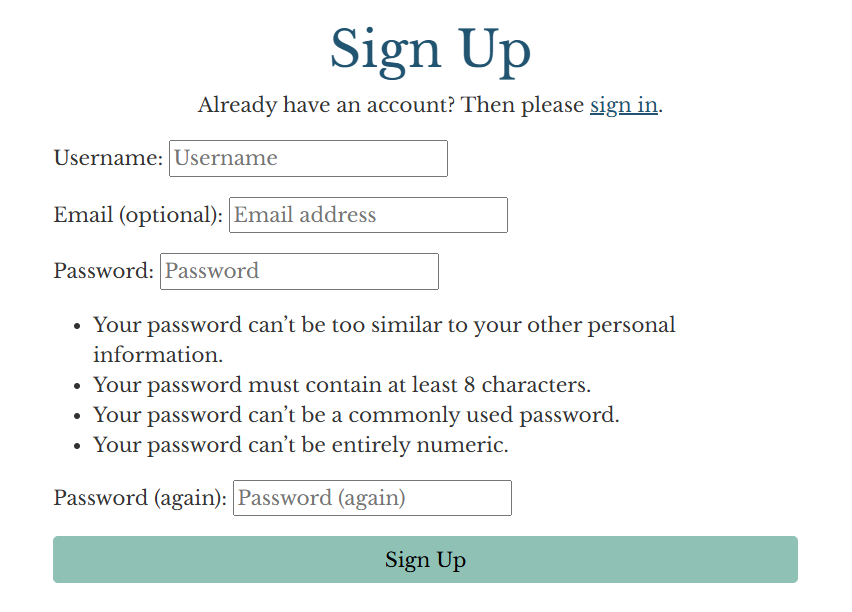 Sign Up
Already have an account? Then please sign in.
Username: Username
Email (optional): Email address
Password: Password
• Your password can’t be too similar to your other personal
information.
• Your password must contain at least 8 characters.
• Your password can’t be a commonly used password.
• Your password can’t be entirely numeric.
Password (again): Password (again)
Sign Up